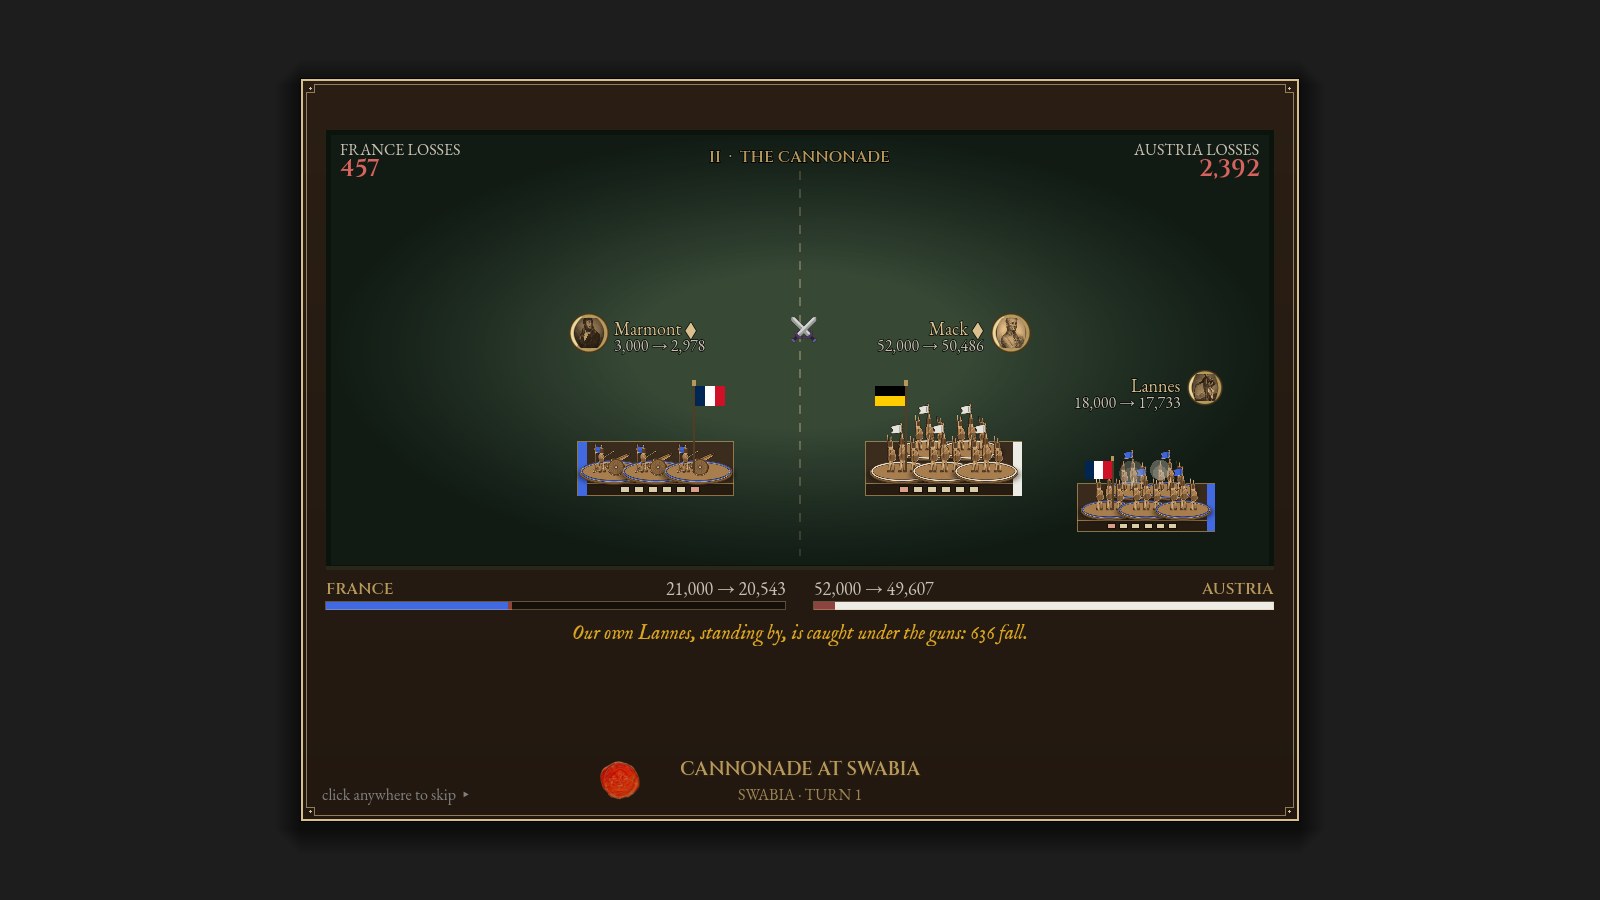 FRANCE LOSSES
457
II · THE CANNONADE
AUSTRIA LOSSES
2,392
Marmont
3,000 → 2,978
Mack
52,000 → 50,486
Lannes
18,000 → 17,733
FRANCE
21,000 → 20,543
52,000 → 49,607
AUSTRIA
Our own Lannes, standing by, is caught under the guns: 636 fall.
CANNONADE AT SWABIA
SWABIA · TURN 1
click anywhere to skip ▸